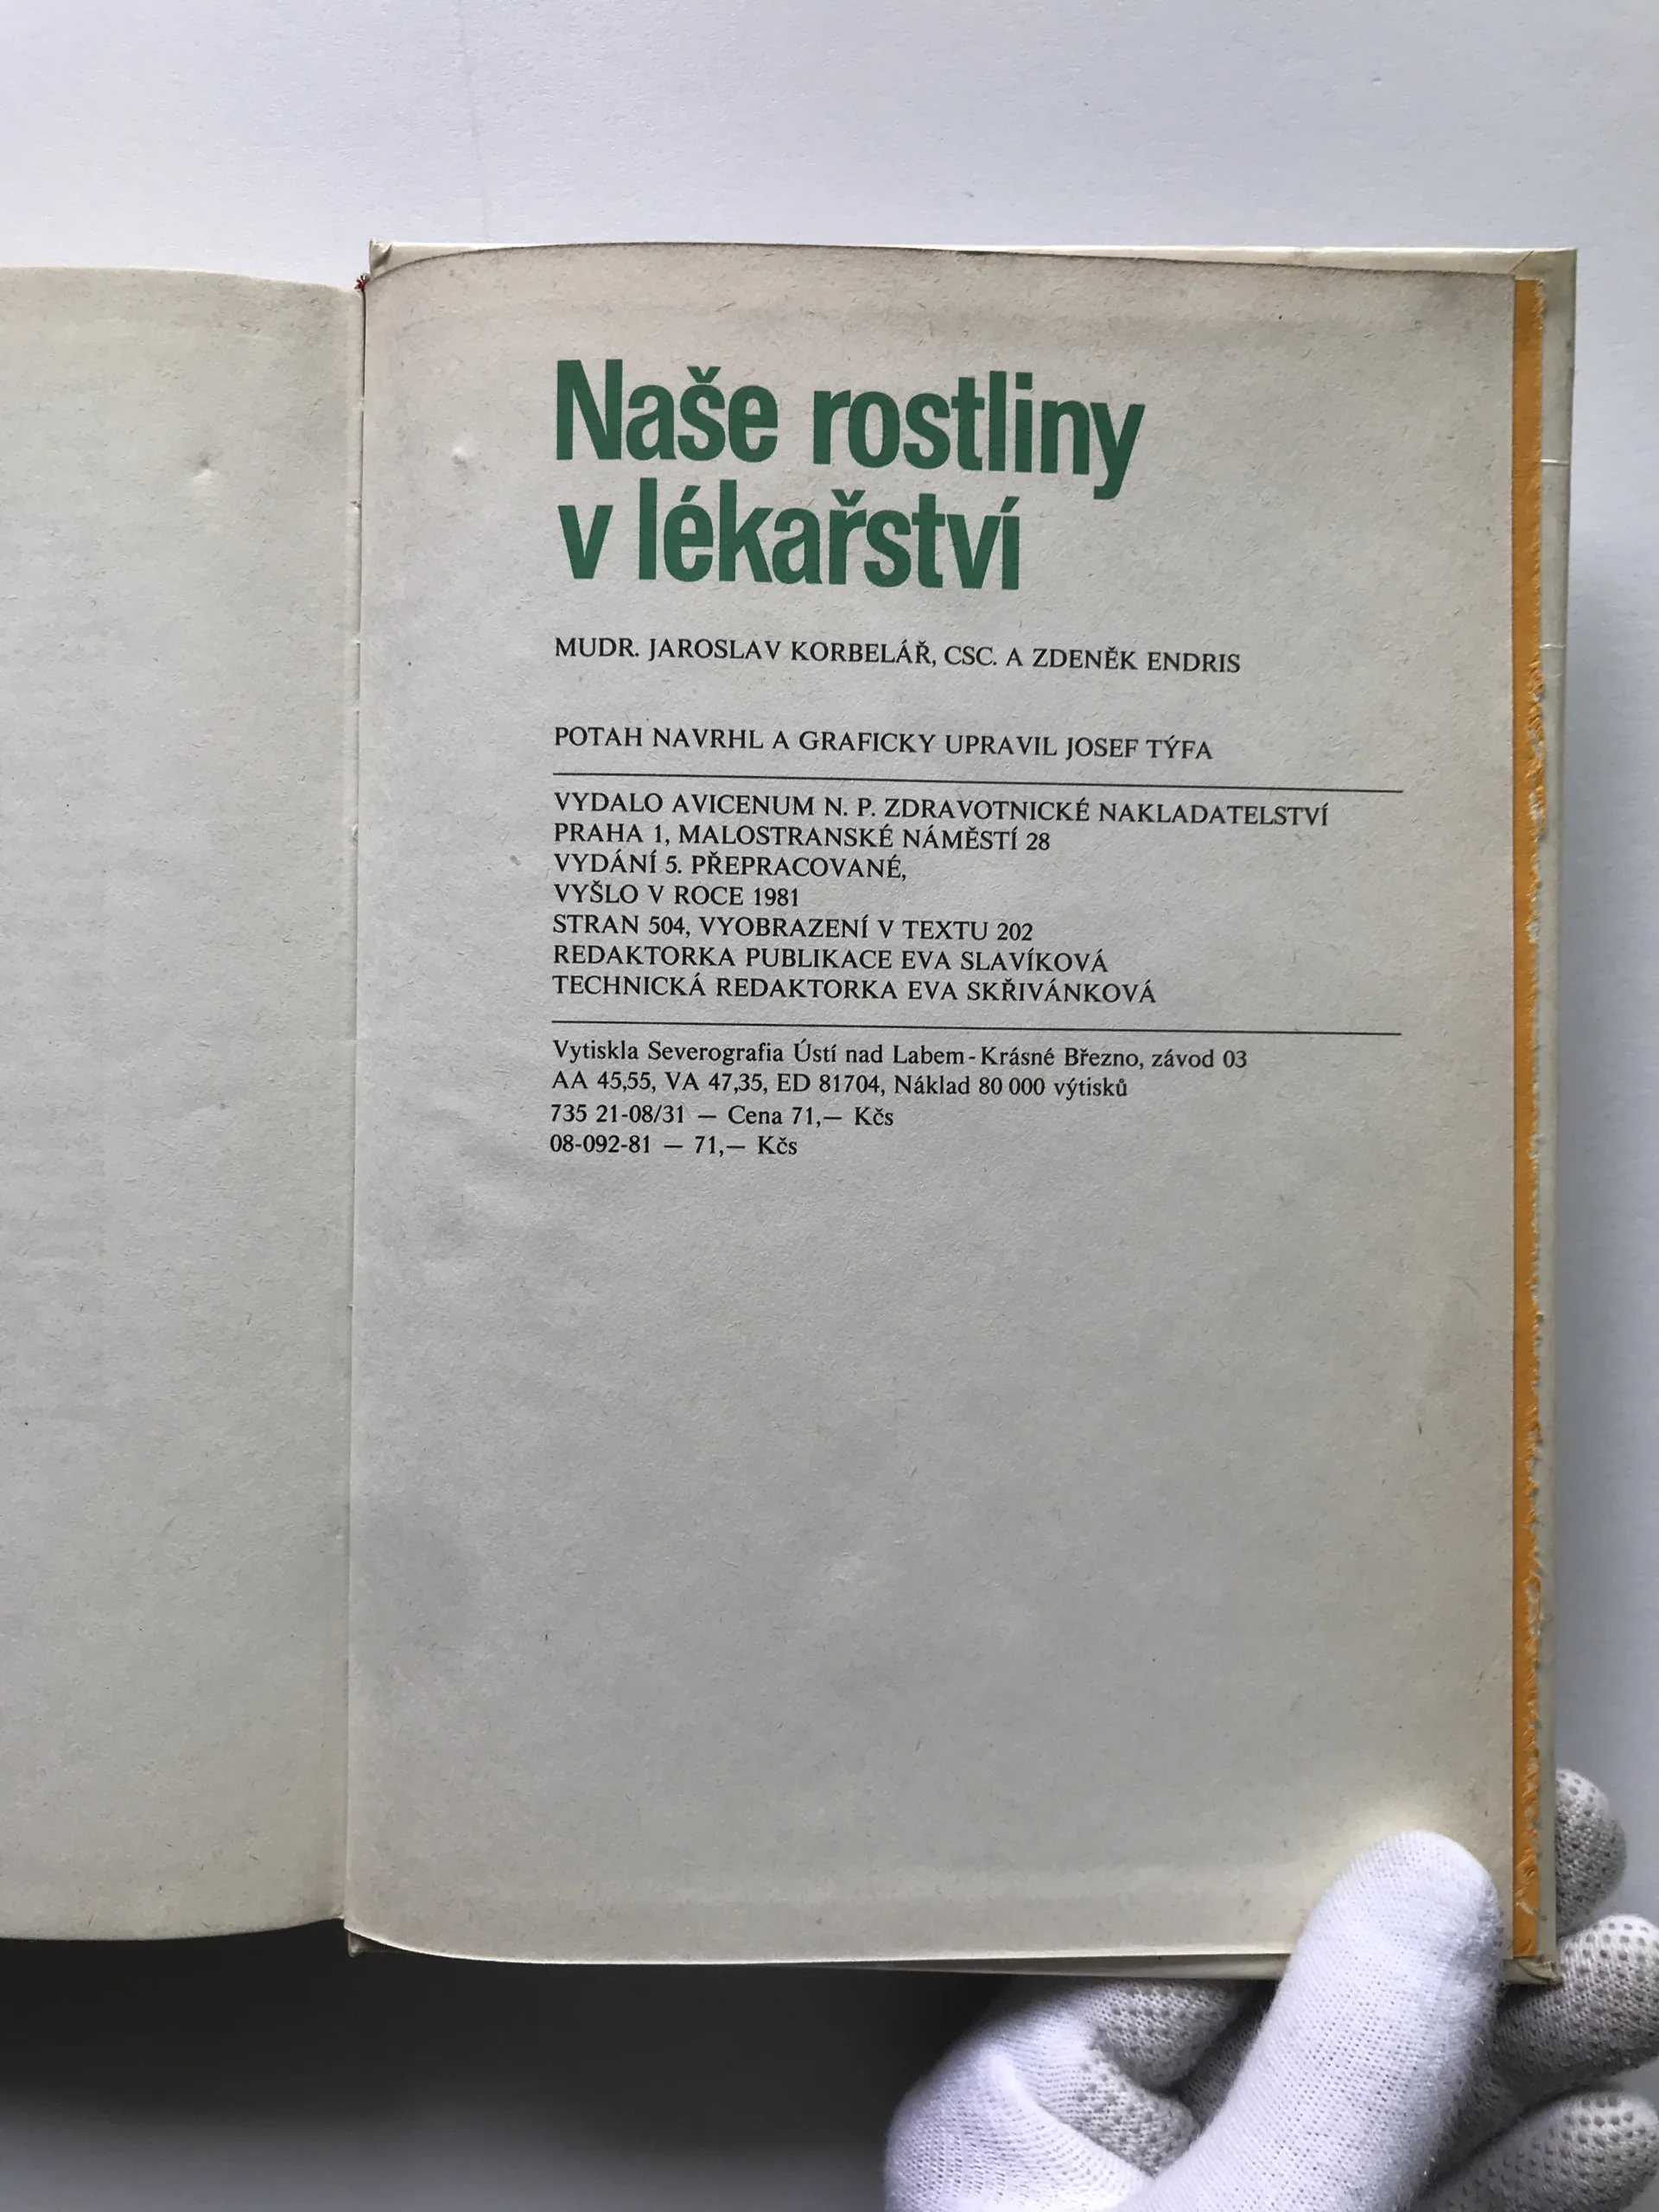 Naše rostliny
v lékařství
MUDR. JAROSLAV KORBELÁŘ, CSC. A ZDENĚK ENDRIS
POTAH NAVRHL A GRAFICKY UPRAVIL JOSEF TÝFA
VYDALO AVICENUM N. P. ZDRAVOTNICKÉ NAKLADATELSTVÍ
PRAHA 1, MALOSTRANSKÉ NÁMĚSTÍ 28
VYDÁNÍ 5. PŘEPRACOVANÉ,
VYŠLO V ROCE 1981
STRAN 504, VYOBRAZENÍ V TEXTU 202
REDAKTORKA PUBLIKACE EVA SLAVÍKOVÁ
TECHNICKÁ REDAKTORKA EVA SKŘIVÁNKOVÁ
Vytiskla Severografia Ústí nad Labem - Krásné Březno, závod 03
AA 45,55, VA 47,35, ED 81704, Náklad 80 000 výtisků
735 21-08/31 — Cena 71,— Kčs
08-092-81 — 71,— Kčs